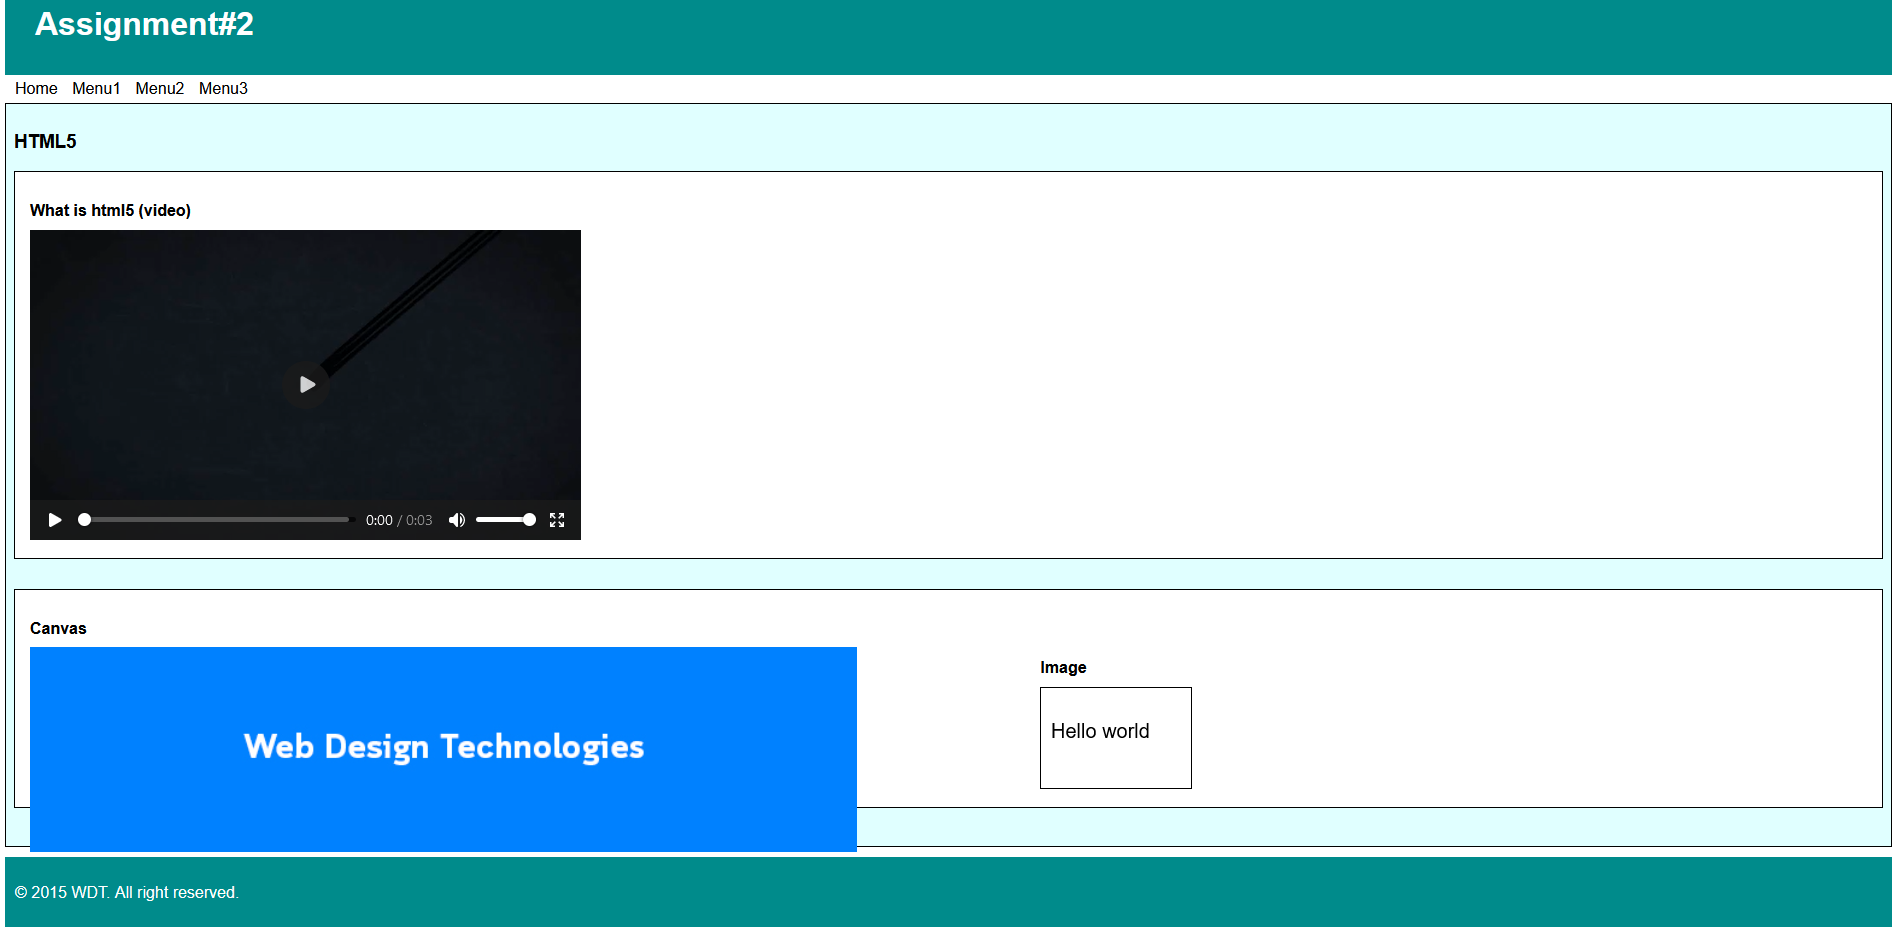 Assignment#2
Home Menu1 Menu2 Menu3
HTML5
What is html5 (video)
0:00 / 0:03
Canvas
Web Design Technologies
Image
Hello world
© 2015 WDT. All right reserved.